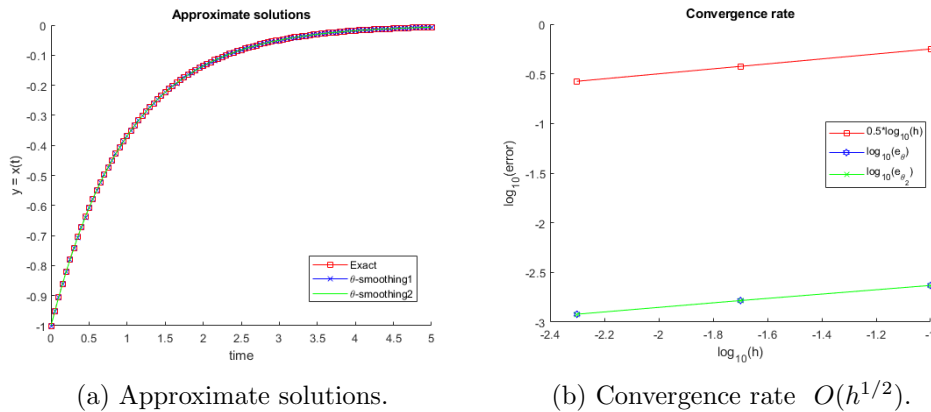 Approximate solutions
0
-0.1
-0.2
-0.3
-0.4
-0.5
-0.6
-0.7
-0.8
-0.9
-1
y = x(t)
Exact
θ-smoothing1
θ-smoothing2
0 0.5 1 1.5 2 2.5 3 3.5 4 4.5 5
time
(a) Approximate solutions.
Convergence rate
0
-0.5
-1
-1.5
-2
-2.5
-3
log10(error)
0.5*log10(h)
log10(eθ)
log10(eθ2)
-2.4 -2.2 -2 -1.8 -1.6 -1.4 -1.2 -1
log10(h)
(b) Convergence rate O(h^{1/2}).